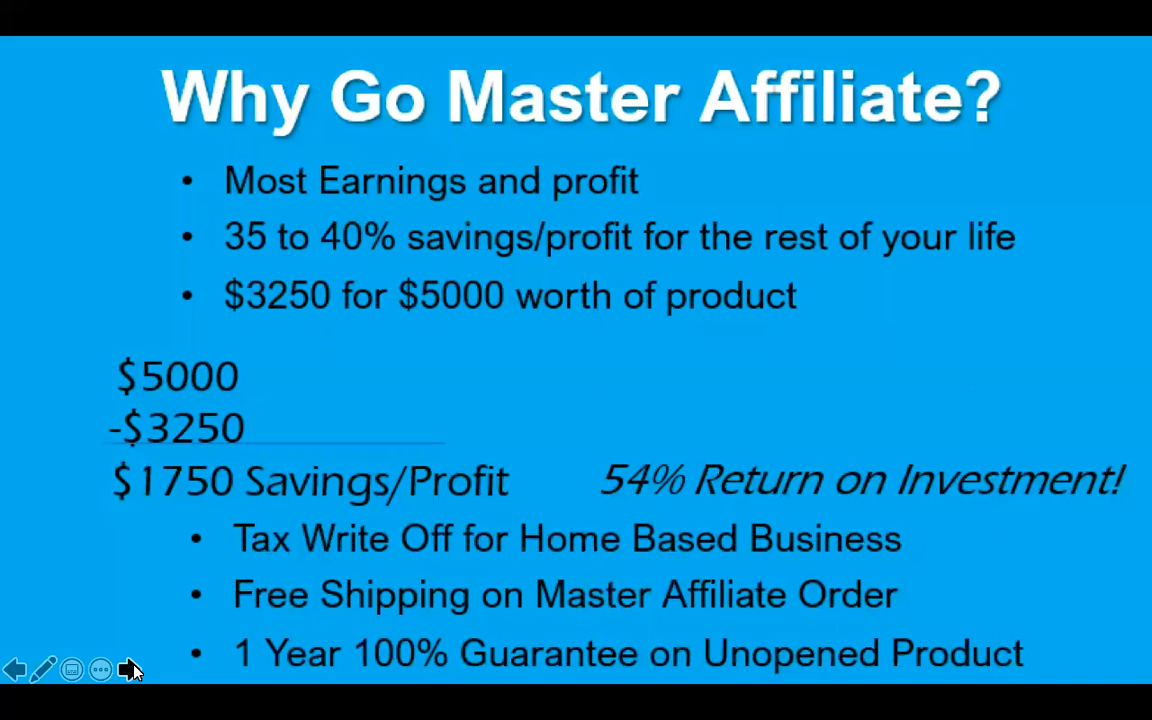 Why Go Master Affiliate?
• Most Earnings and profit
• 35 to 40% savings/profit for the rest of your life
• $3250 for $5000 worth of product
$5000
-$3250
$1750 Savings/Profit 54% Return on Investment!
• Tax Write Off for Home Based Business
• Free Shipping on Master Affiliate Order
• 1 Year 100% Guarantee on Unopened Product